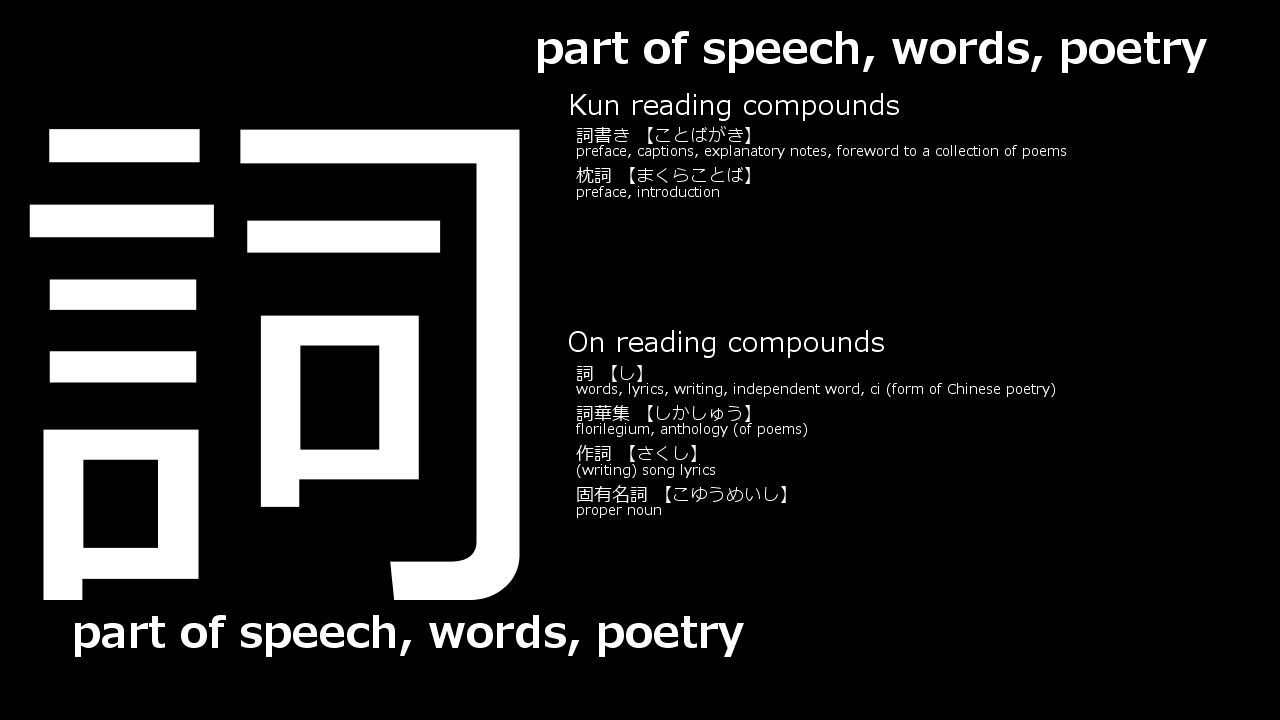 part of speech, words, poetry
詞
Kun reading compounds
詞書き 【ことばがき】
preface, captions, explanatory notes, foreword to a collection of poems
枕詞 【まくらことば】
preface, introduction
On reading compounds
詞 【し】
words, lyrics, writing, independent word, ci (form of Chinese poetry)
詞華集 【しかしゅう】
florilegium, anthology (of poems)
作詞 【さくし】
(writing) song lyrics
固有名詞 【こゆうめいし】
proper noun
part of speech, words, poetry